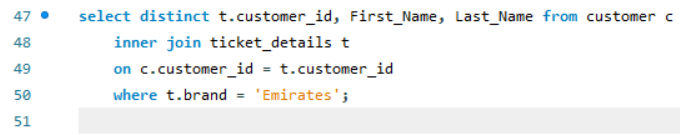 47 select distinct t.customer_id, First_Name, Last_Name from customer c
48 inner join ticket_details t
49 on c.customer_id = t.customer_id
50 where t.brand = 'Emirates';
51